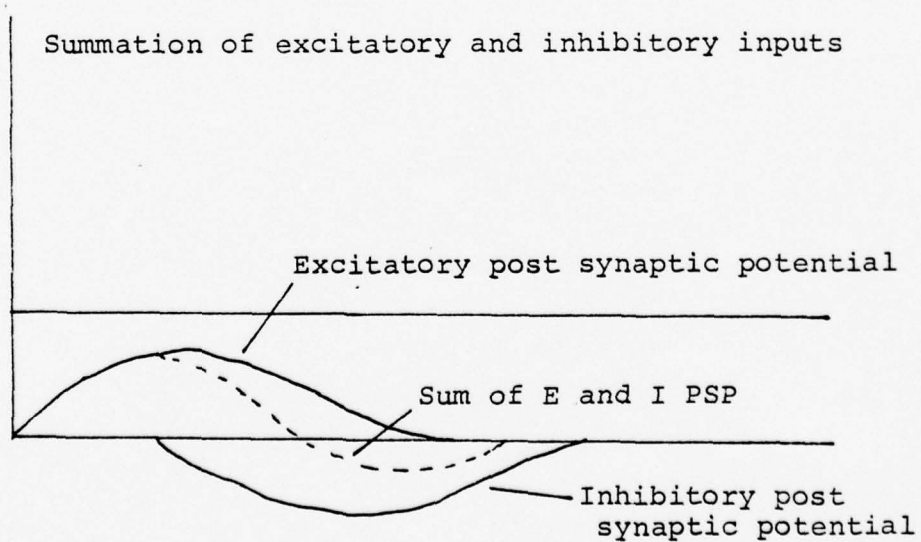 Summation of excitatory and inhibitory inputs
Excitatory post synaptic potential
Sum of E and I PSP
Inhibitory post
synaptic potential